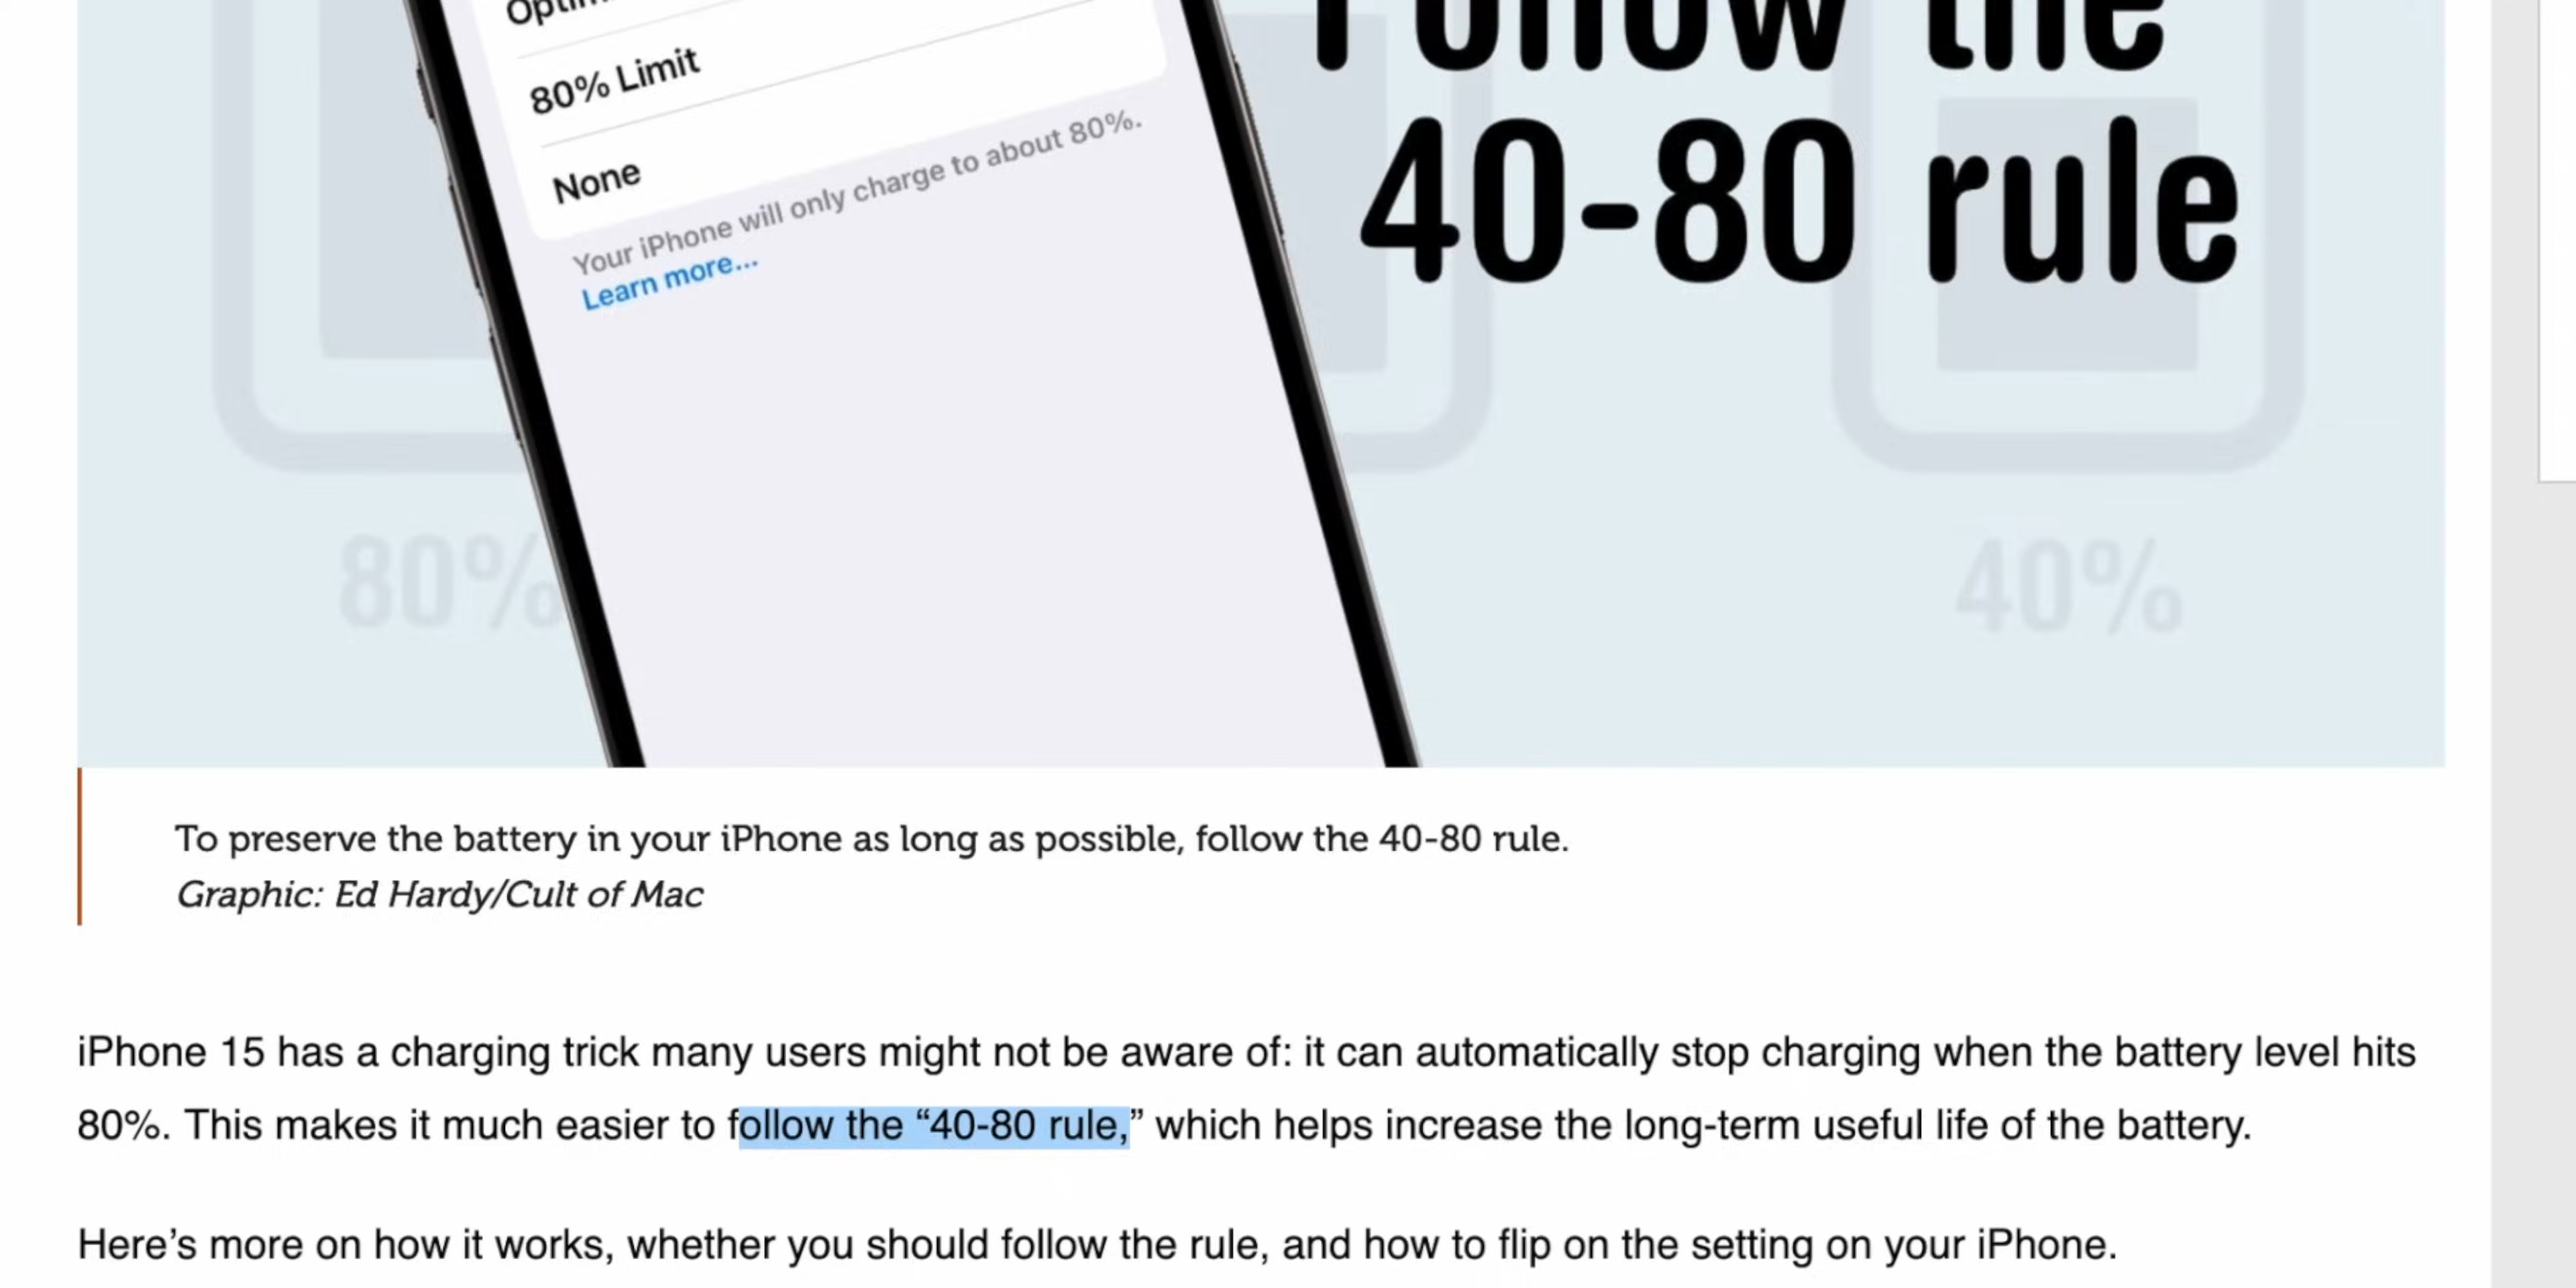 80% Limit
None
Your iPhone will only charge to about 80%.
Learn more...
Follow the
40-80 rule
80%
40%
To preserve the battery in your iPhone as long as possible, follow the 40-80 rule.
Graphic: Ed Hardy/Cult of Mac
iPhone 15 has a charging trick many users might not be aware of: it can automatically stop charging when the battery level hits
80%. This makes it much easier to follow the “40-80 rule,” which helps increase the long-term useful life of the battery.
Here’s more on how it works, whether you should follow the rule, and how to flip on the setting on your iPhone.